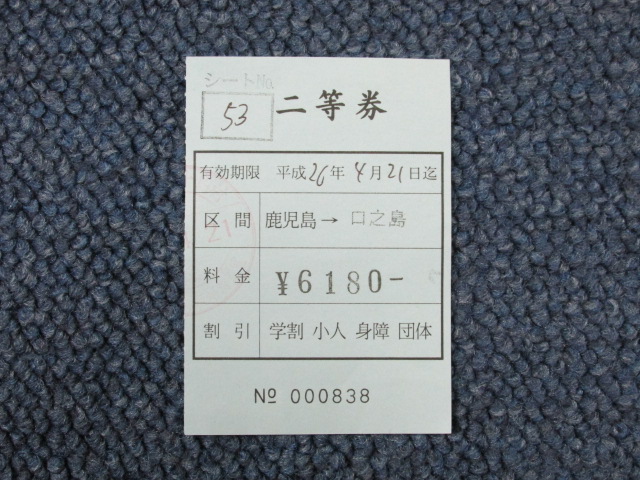 シートNo.
53
二等券
有効期限 平成26年4月21日迄
区間 鹿児島→ 口之島
料金 ¥6180-
割引 学割 小人 身障 団体
№ 000838